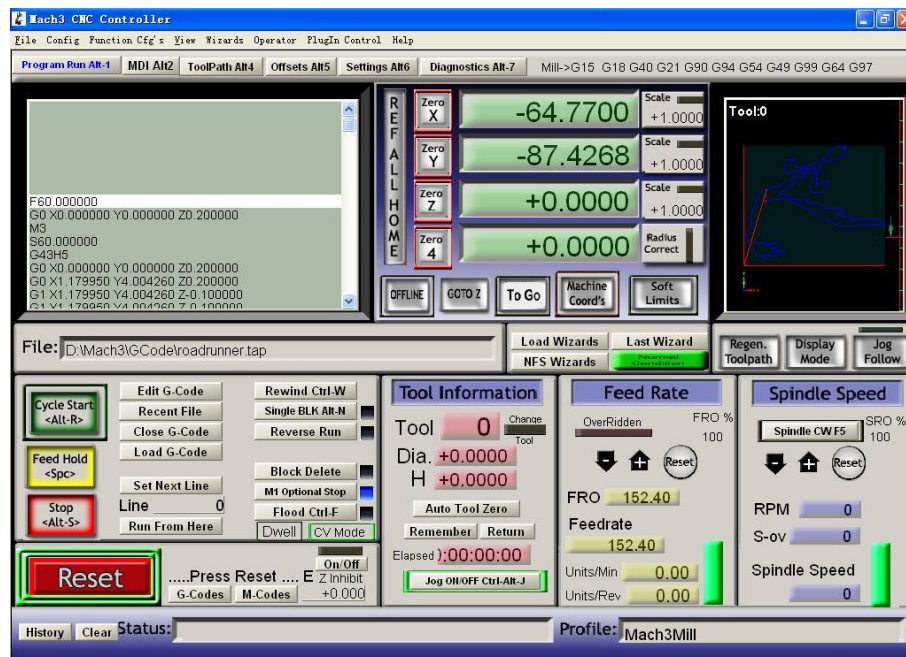 Mach3 CNC Controller
File Config Function Cfg's View Wizards Operator PlugIn Control Help
Program Run Alt-1 MDI Alt2 ToolPath Alt4 Offsets Alt5 Settings Alt6 Diagnostics Alt-7 Mill->G15 G18 G40 G21 G90 G94 G54 G49 G99 G64 G97
F60.000000
G0 X0.000000 Y0.000000 Z0.200000
M3
S60.000000
G43H5
G0 X0.000000 Y0.000000 Z0.200000
G0 X1.179950 Y4.004260 Z0.200000
G1 X1.179950 Y4.004260 Z-0.100000
G1 X1.179950 Y4.004260 Z-0.100000
REF ALL HOME
Zero X -64.7700 Scale +1.0000
Zero Y -87.4268 Scale +1.0000
Zero Z +0.0000 Scale +1.0000
Zero 4 +0.0000 Radius Correct
OFFLINE GOTO Z To Go Machine Coord's Soft Limits
Tool:0
File: D:\Mach3\GCode\roadrunner.tap
Load Wizards Last Wizard
NFS Wizards Normal Condition
Regen. Toolpath Display Mode Jog Follow
Cycle Start <Alt-R>
Feed Hold <Spc>
Stop <Alt-S>
Edit G-Code Rewind Ctrl-W
Recent File Single BLK Alt-N
Close G-Code Reverse Run
Load G-Code
Block Delete
Set Next Line M1 Optional Stop
Line 0 Flood Ctrl-F
Run From Here Dwell CV Mode
Reset .....Press Reset .... E
G-Codes M-Codes
On/Off
Z Inhibit
+0.000
Tool Information
Tool 0 Change Tool
Dia. +0.0000
H +0.0000
Auto Tool Zero
Remember Return
Elapsed ):00:00:00
Jog ON/OFF Ctrl-Alt-J
Feed Rate
OverRidden FRO %
100
Reset
FRO 152.40
Feedrate
152.40
Units/Min 0.00
Units/Rev 0.00
Spindle Speed
Spindle CW F5 SRO %
100
Reset
RPM 0
S-ov 0
Spindle Speed
0
History Clear Status: Profile: Mach3Mill